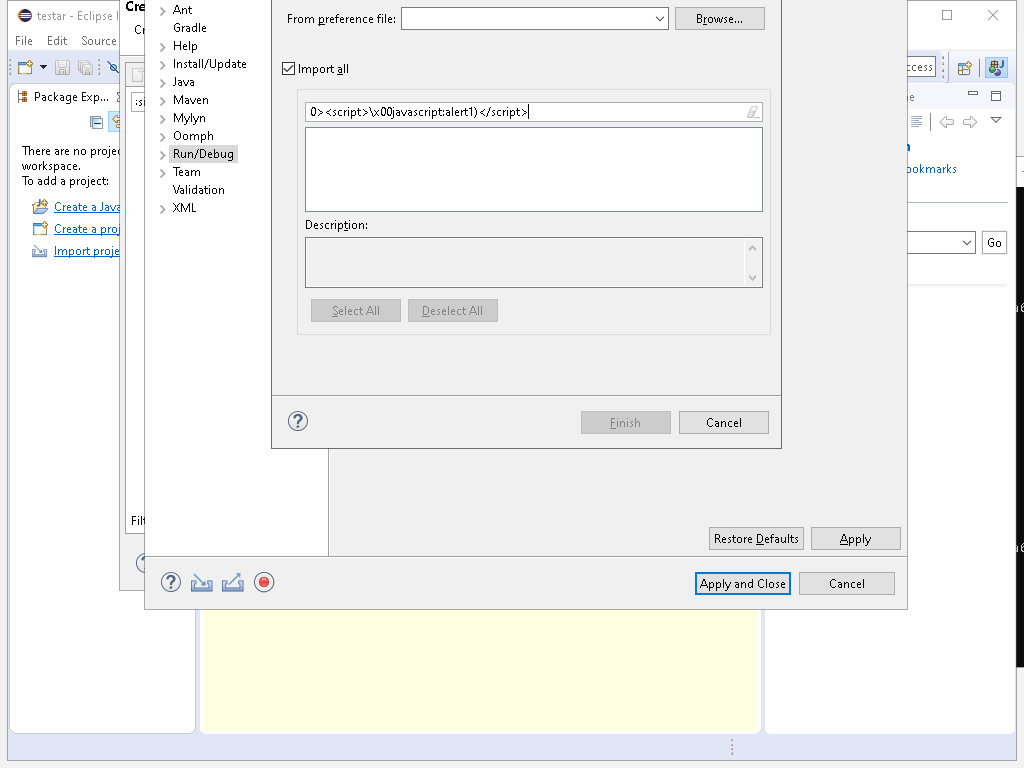 testar - Eclipse I
File Edit Source
Package Exp...
There are no proje
workspace.
To add a project:
Create a Java
Create a proj
Import proje
Cre
Cr
Filt
Ant
Gradle
Help
Install/Update
Java
Maven
Mylyn
Oomph
Run/Debug
Team
Validation
XML
From preference file:
Browse...
Import all
0><script>\x00javascript:alert1)</script>
Description:
Select All
Deselect All
Finish
Cancel
Restore Defaults
Apply
Apply and Close
Cancel
cess
ookmarks
Go